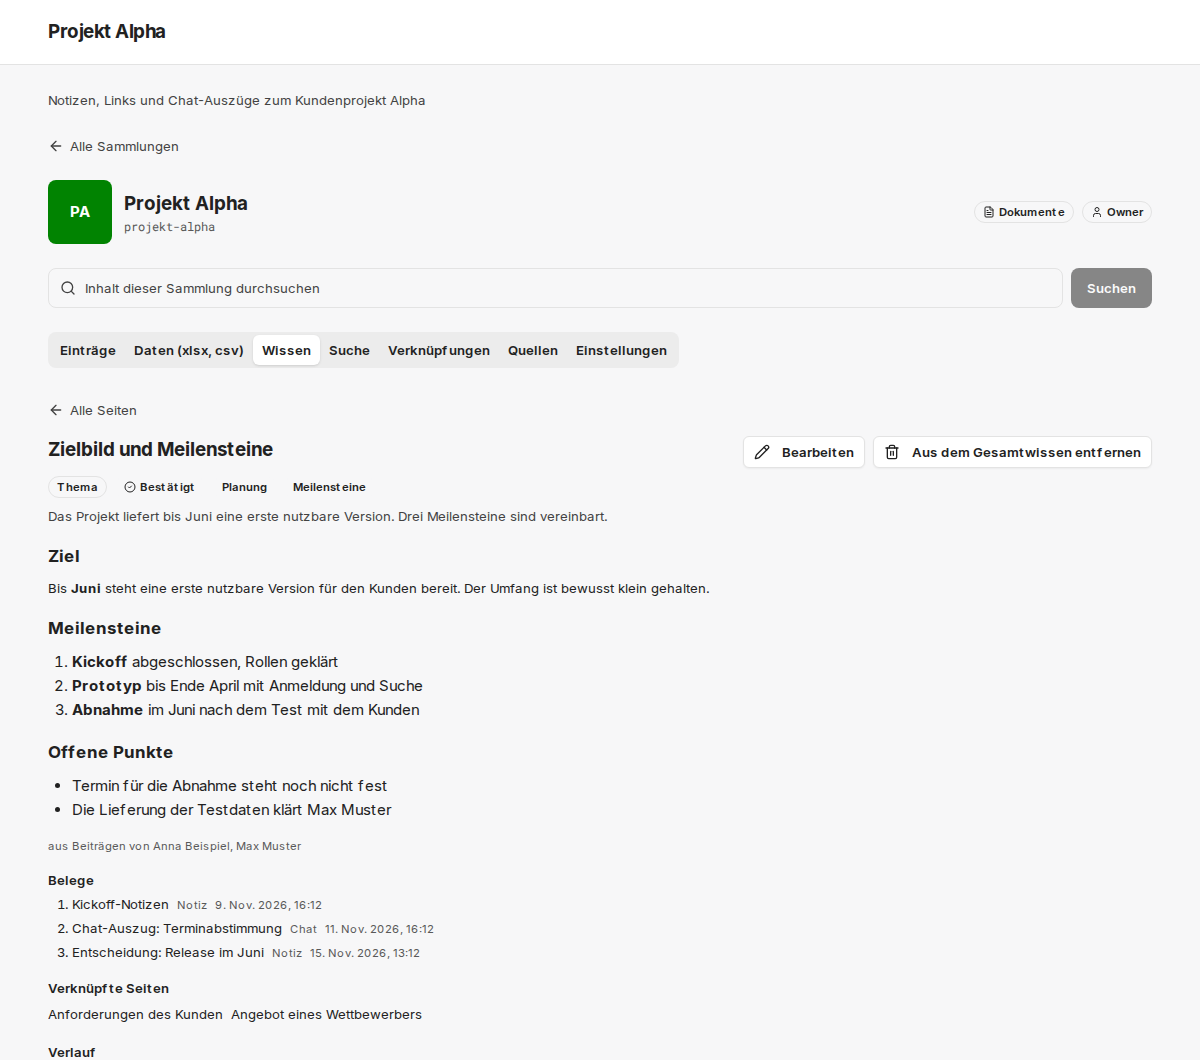 Projekt Alpha
Notizen, Links und Chat-Auszüge zum Kundenprojekt Alpha
Alle Sammlungen
PA
Projekt Alpha
projekt-alpha
Dokumente
Owner
Inhalt dieser Sammlung durchsuchen
Suchen
Einträge
Daten (xlsx, csv)
Wissen
Suche
Verknüpfungen
Quellen
Einstellungen
Alle Seiten
Zielbild und Meilensteine
Bearbeiten
Aus dem Gesamtwissen entfernen
Thema
Bestätigt
Planung
Meilensteine
Das Projekt liefert bis Juni eine erste nutzbare Version. Drei Meilensteine sind vereinbart.
Ziel
Bis Juni steht eine erste nutzbare Version für den Kunden bereit. Der Umfang ist bewusst klein gehalten.
Meilensteine
1. Kickoff abgeschlossen, Rollen geklärt
2. Prototyp bis Ende April mit Anmeldung und Suche
3. Abnahme im Juni nach dem Test mit dem Kunden
Offene Punkte
• Termin für die Abnahme steht noch nicht fest
• Die Lieferung der Testdaten klärt Max Muster
aus Beiträgen von Anna Beispiel, Max Muster
Belege
1. Kickoff-Notizen Notiz 9. Nov. 2026, 16:12
2. Chat-Auszug: Terminabstimmung Chat 11. Nov. 2026, 16:12
3. Entscheidung: Release im Juni Notiz 15. Nov. 2026, 13:12
Verknüpfte Seiten
Anforderungen des Kunden Angebot eines Wettbewerbers
Verlauf